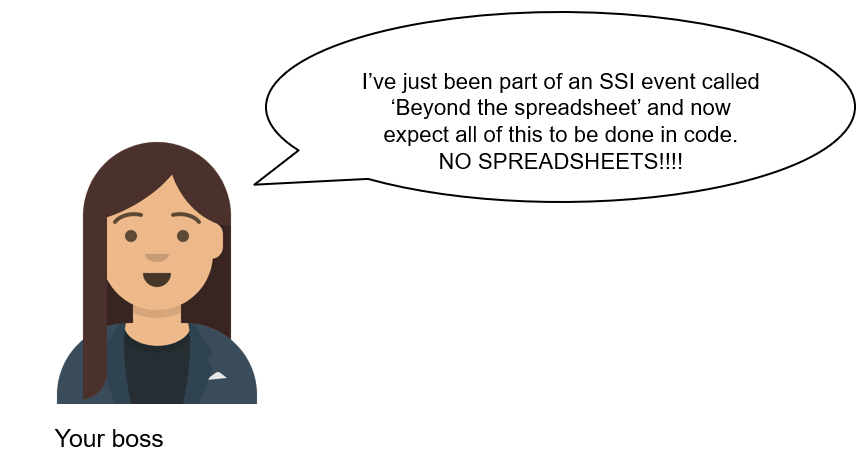 I’ve just been part of an SSI event called
‘Beyond the spreadsheet’ and now
expect all of this to be done in code.
NO SPREADSHEETS!!!!
Your boss